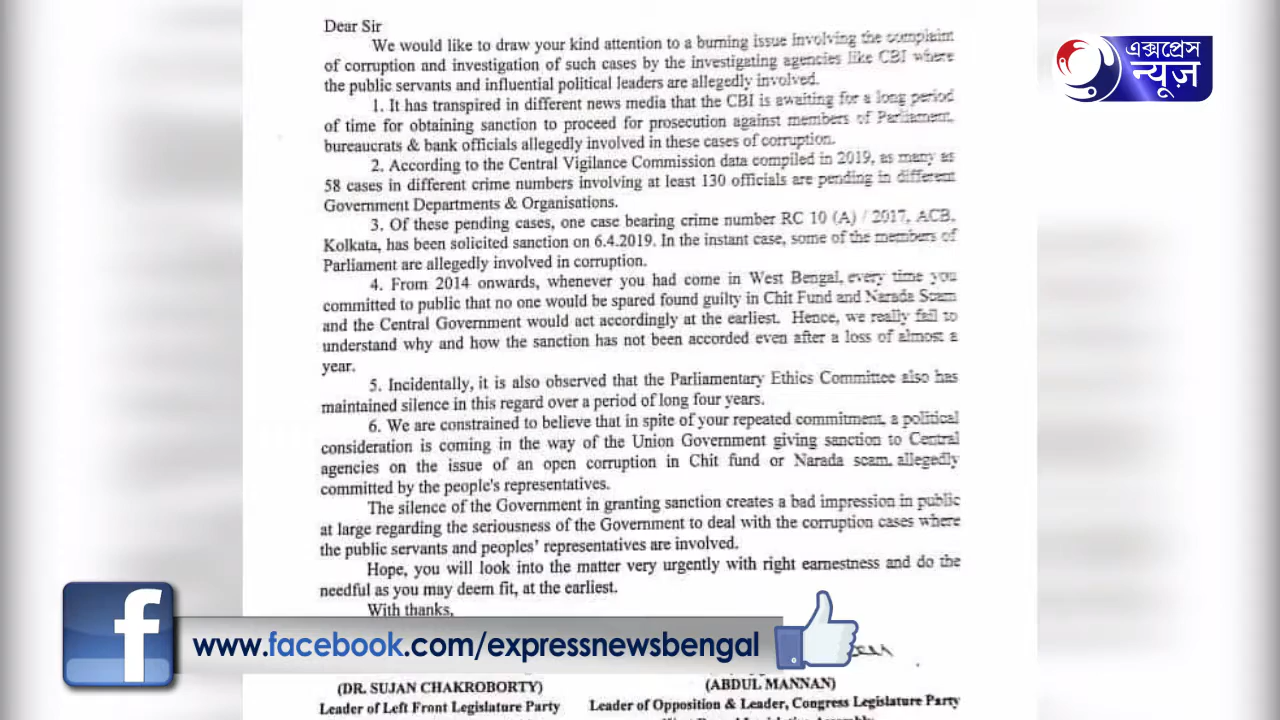 Dear Sir
We would like to draw your kind attention to a burning issue involving the complaint
of corruption and investigation of such cases by the investigating agencies like CBI where
the public servants and influential political leaders are allegedly involved.
1. It has transpired in different news media that the CBI is awaiting for a long period
of time for obtaining sanction to proceed for prosecution against members of Parliament,
bureaucrats & bank officials allegedly involved in these cases of corruption.
2. According to the Central Vigilance Commission data compiled in 2019, as many as
58 cases in different crime numbers involving at least 130 officials are pending in different
Government Departments & Organisations.
3. Of these pending cases, one case bearing crime number RC 10 (A) / 2017, ACB,
Kolkata, has been solicited sanction on 6.4.2019. In the instant case, some of the members of
Parliament are allegedly involved in corruption.
4. From 2014 onwards, whenever you had come in West Bengal, every time you
committed to public that no one would be spared found guilty in Chit Fund and Narada Scam
and the Central Government would act accordingly at the earliest. Hence, we really fail to
understand why and how the sanction has not been accorded even after a loss of almost a
year.
5. Incidentally, it is also observed that the Parliamentary Ethics Committee also has
maintained silence in this regard over a period of long four years.
6. We are constrained to believe that in spite of your repeated commitment, a political
consideration is coming in the way of the Union Government giving sanction to Central
agencies on the issue of an open corruption in Chit fund or Narada scam, allegedly
committed by the people's representatives.
The silence of the Government in granting sanction creates a bad impression in public
at large regarding the seriousness of the Government to deal with the corruption cases where
the public servants and peoples' representatives are involved.
Hope, you will look into the matter very urgently with right earnestness and do the
needful as you may deem fit, at the earliest.
With thanks,
(DR. SUJAN CHAKROBORTY)
Leader of Left Front Legislature Party
(ABDUL MANNAN)
Leader of Opposition & Leader, Congress Legislature Party
এক্সপ্রেস
न्यूज़
f
www.facebook.com/expressnewsbengal